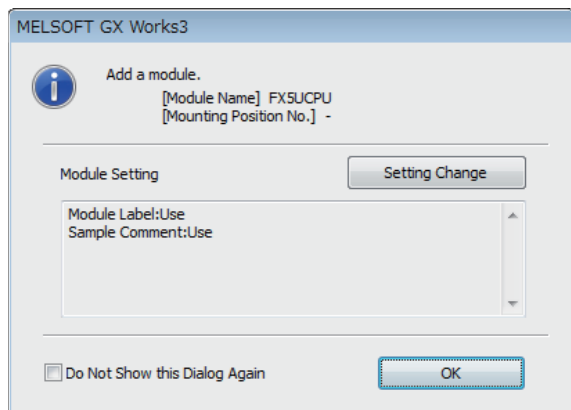 MELSOFT GX Works3
Add a module.
[Module Name] FX5UCPU
[Mounting Position No.] -
Module Setting
Setting Change
Module Label:Use
Sample Comment:Use
Do Not Show this Dialog Again
OK